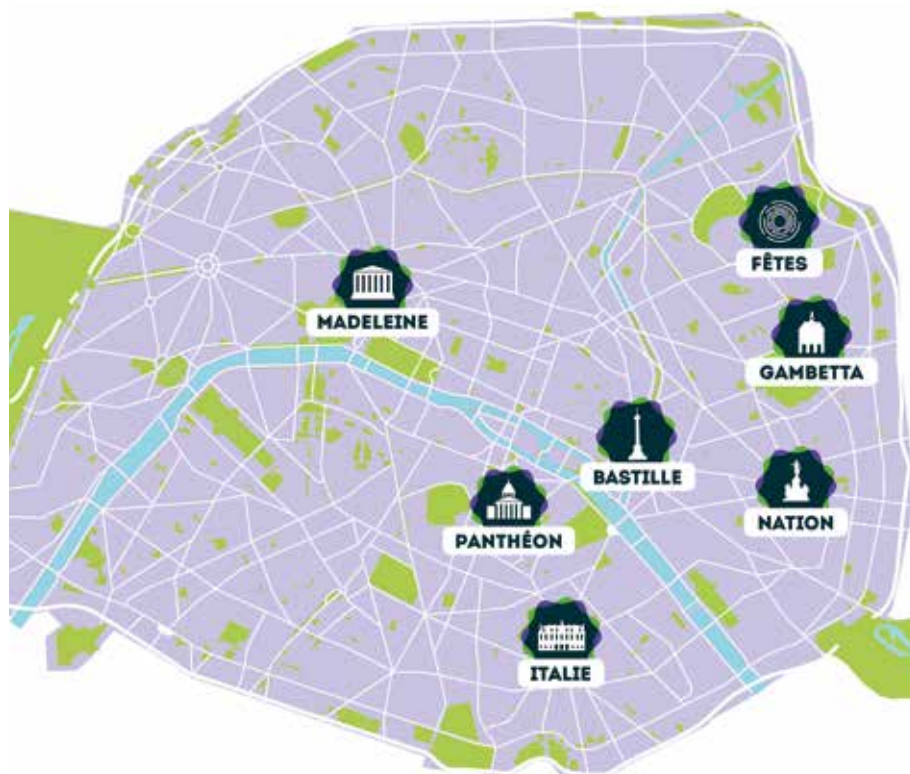 FÊTES
MADELEINE
GAMBETTA
BASTILLE
NATION
PANTHÉON
ITALIE